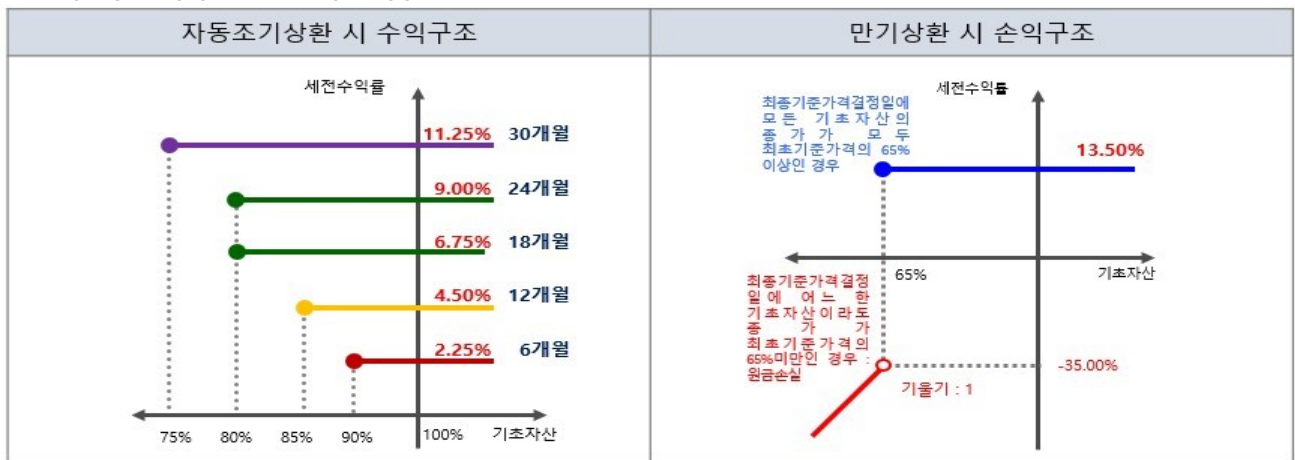 자동조기상환 시 수익구조
만기상환 시 손익구조
세전수익률
11.25% 30개월
9.00% 24개월
6.75% 18개월
4.50% 12개월
2.25% 6개월
75% 80% 85% 90% 100% 기초자산
세전수익률
최종기준가격결정일에
모든 기초자산의
종가가 모두
최초기준가격의 65%
이상인 경우
13.50%
65%
기초자산
최종기준가격결정
일에 어느 한
기초자산이라도
종가가
최초기준가격의
65%미만인 경우 :
원금손실
-35.00%
기울기 : 1